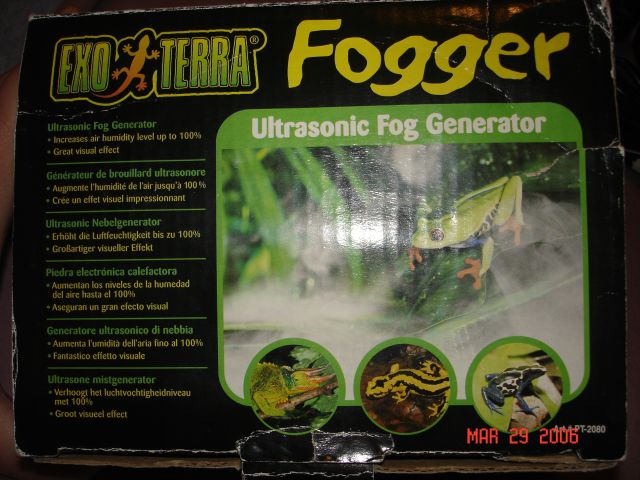 EXO TERRA®
Fogger
Ultrasonic Fog Generator
Ultrasonic Fog Generator
• Increases air humidity level up to 100%
• Great visual effect
Générateur de brouillard ultrasonore
• Augmente l'humidité de l'air jusqu'à 100 %
• Crée un effet visuel impressionnant
Ultrasonic Nebelgenerator
• Erhöht die Luftfeuchtigkeit bis zu 100%
• Großartiger visueller Effekt
Piedra electrónica calefactora
• Aumentan los niveles de la humedad
del aire hasta el 100%
• Aseguran un gran efecto visual
Generatore ultrasonico di nebbia
• Aumenta l'umidità dell'aria fino al 100%
• Fantastico effetto visuale
Ultrasone mistgenerator
• Verhoogt het luchtvochtigheidniveau
met 100%
• Groot visueel effect
PT-2080
MAR 29 2006